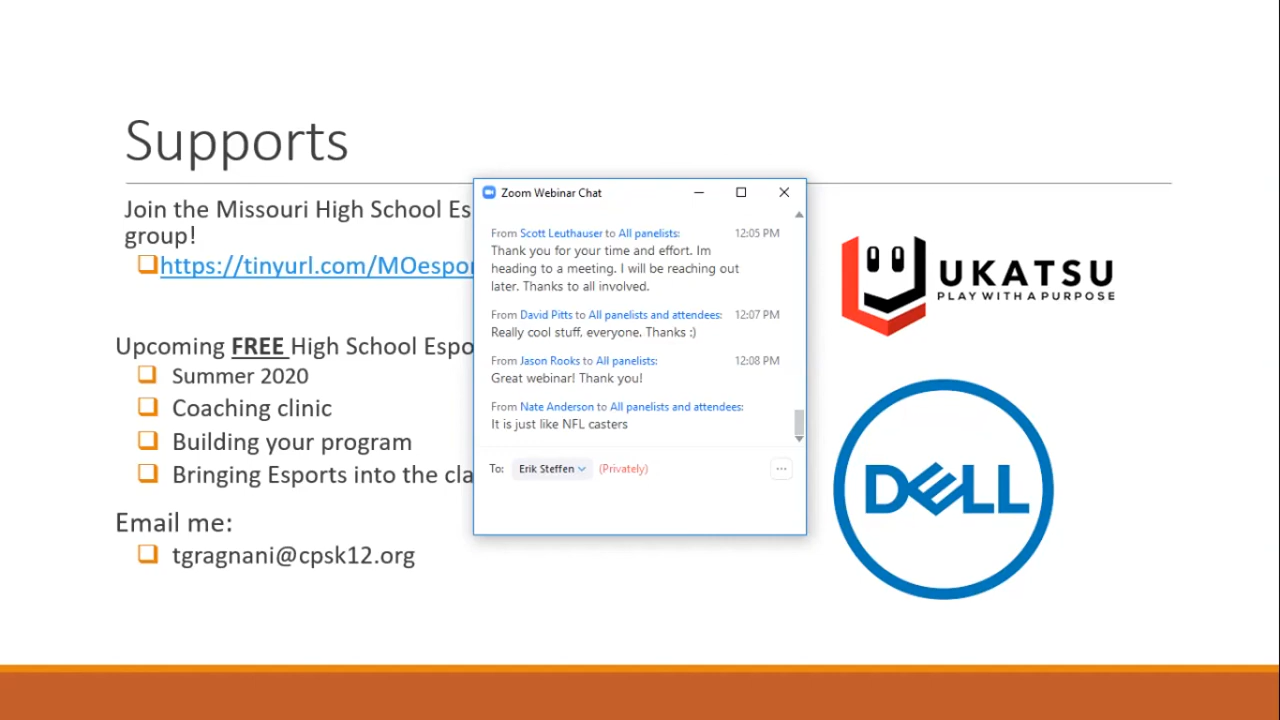 Supports
Join the Missouri High School Es
group!
https://tinyurl.com/MOespor
Upcoming FREE High School Espo
Summer 2020
Coaching clinic
Building your program
Bringing Esports into the cla
Email me:
tgragnani@cpsk12.org
Zoom Webinar Chat
From Scott Leuthauser to All panelists: 12:05 PM
Thank you for your time and effort. Im
heading to a meeting. I will be reaching out
later. Thanks to all involved.
From David Pitts to All panelists and attendees: 12:07 PM
Really cool stuff, everyone. Thanks :)
From Jason Rooks to All panelists: 12:08 PM
Great webinar! Thank you!
From Nate Anderson to All panelists and attendees:
It is just like NFL casters
To: Erik Steffen (Privately)
UKATSU
PLAY WITH A PURPOSE
DELL